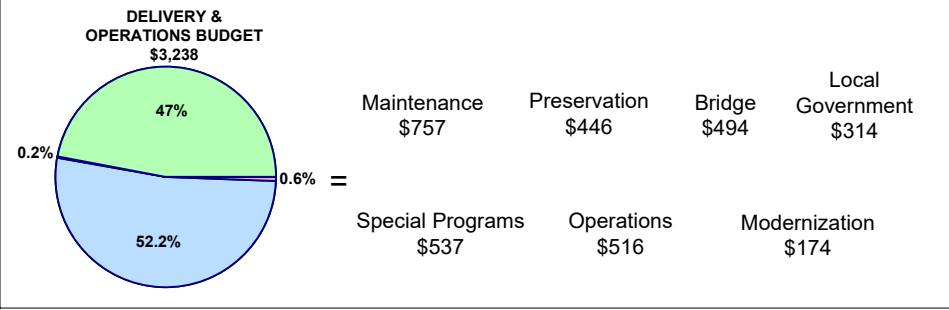 DELIVERY &
OPERATIONS BUDGET
$3,238
47%
0.2%
0.6%
52.2%
=
Maintenance
$757
Preservation
$446
Bridge
$494
Local
Government
$314
Special Programs
$537
Operations
$516
Modernization
$174